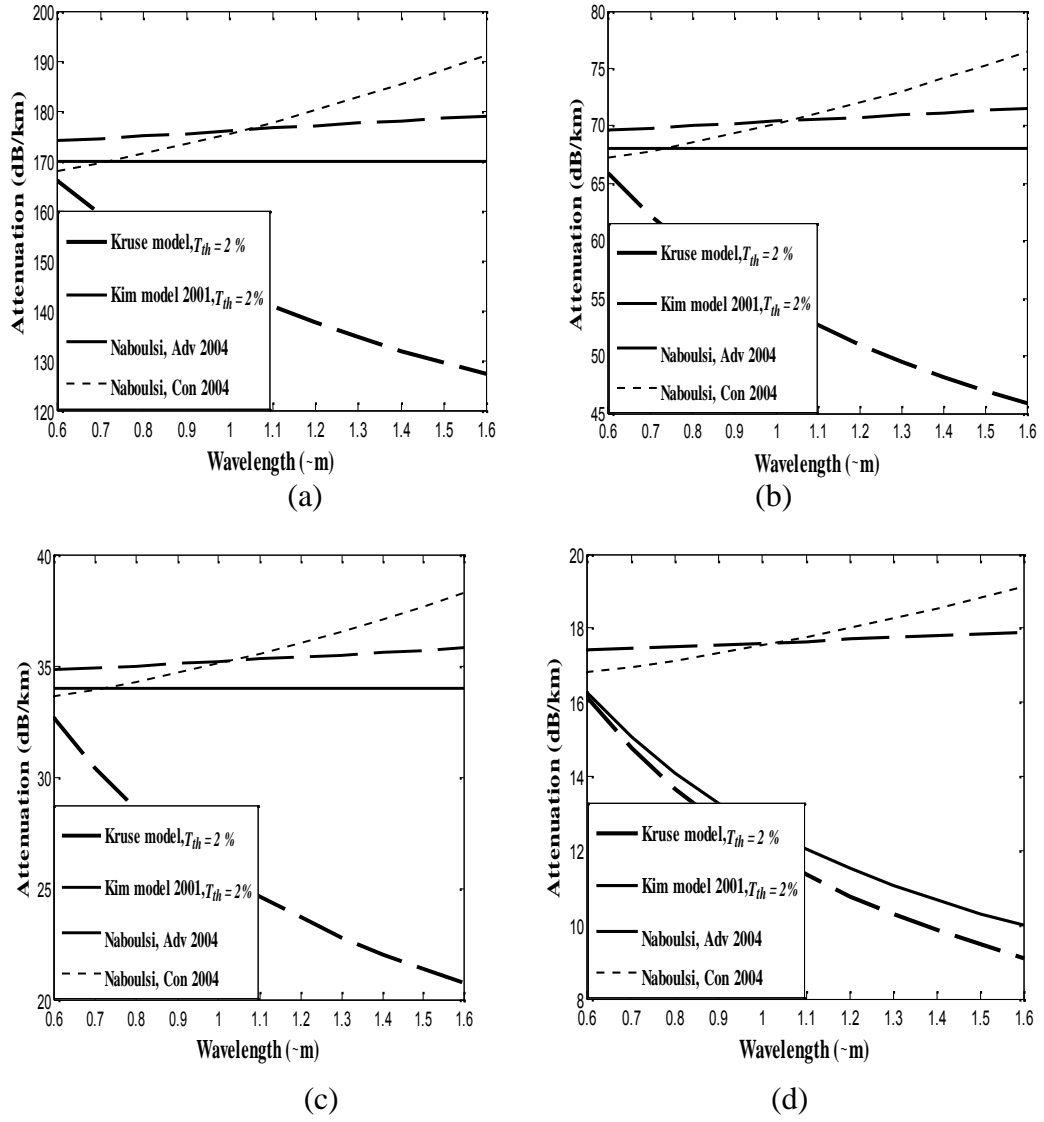 200
190
180
170
160
150
140
130
120
Attenuation (dB/km)
Kruse model,T_th = 2 %
Kim model 2001,T_th = 2%
Naboulsi, Adv 2004
Naboulsi, Con 2004
0.6 0.7 0.8 0.9 1 1.1 1.2 1.3 1.4 1.5 1.6
Wavelength (~m)
(a)
80
75
70
65
60
55
50
45
Attenuation (dB/km)
Kruse model,T_th = 2 %
Kim model 2001,T_th = 2%
Naboulsi, Adv 2004
Naboulsi, Con 2004
0.6 0.7 0.8 0.9 1 1.1 1.2 1.3 1.4 1.5 1.6
Wavelength (~m)
(b)
40
35
30
25
20
Attenuation (dB/km)
Kruse model,T_th = 2 %
Kim model 2001,T_th = 2%
Naboulsi, Adv 2004
Naboulsi, Con 2004
0.6 0.7 0.8 0.9 1 1.1 1.2 1.3 1.4 1.5 1.6
Wavelength (~m)
(c)
20
18
16
14
12
10
8
Attenuation (dB/km)
Kruse model,T_th = 2 %
Kim model 2001,T_th = 2%
Naboulsi, Adv 2004
Naboulsi, Con 2004
0.6 0.7 0.8 0.9 1 1.1 1.2 1.3 1.4 1.5 1.6
Wavelength (~m)
(d)